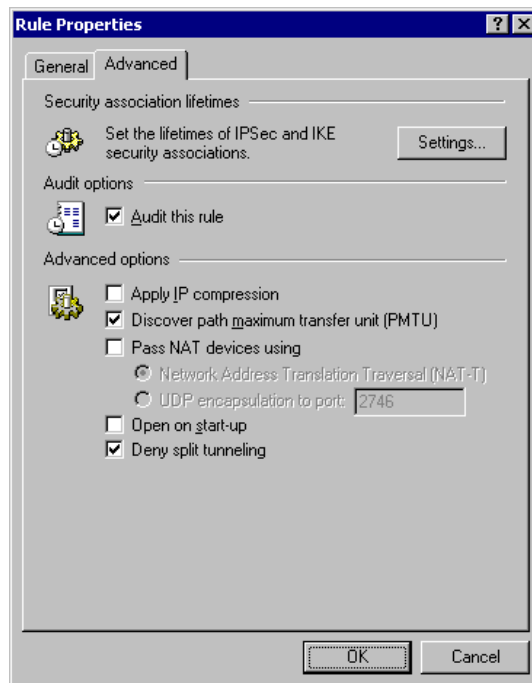 Rule Properties
General
Advanced
Security association lifetimes
Set the lifetimes of IPSec and IKE
security associations.
Settings...
Audit options
Audit this rule
Advanced options
Apply IP compression
Discover path maximum transfer unit (PMTU)
Pass NAT devices using
Network Address Translation Traversal (NAT-T)
UDP encapsulation to port:
2746
Open on start-up
Deny split tunneling
OK
Cancel